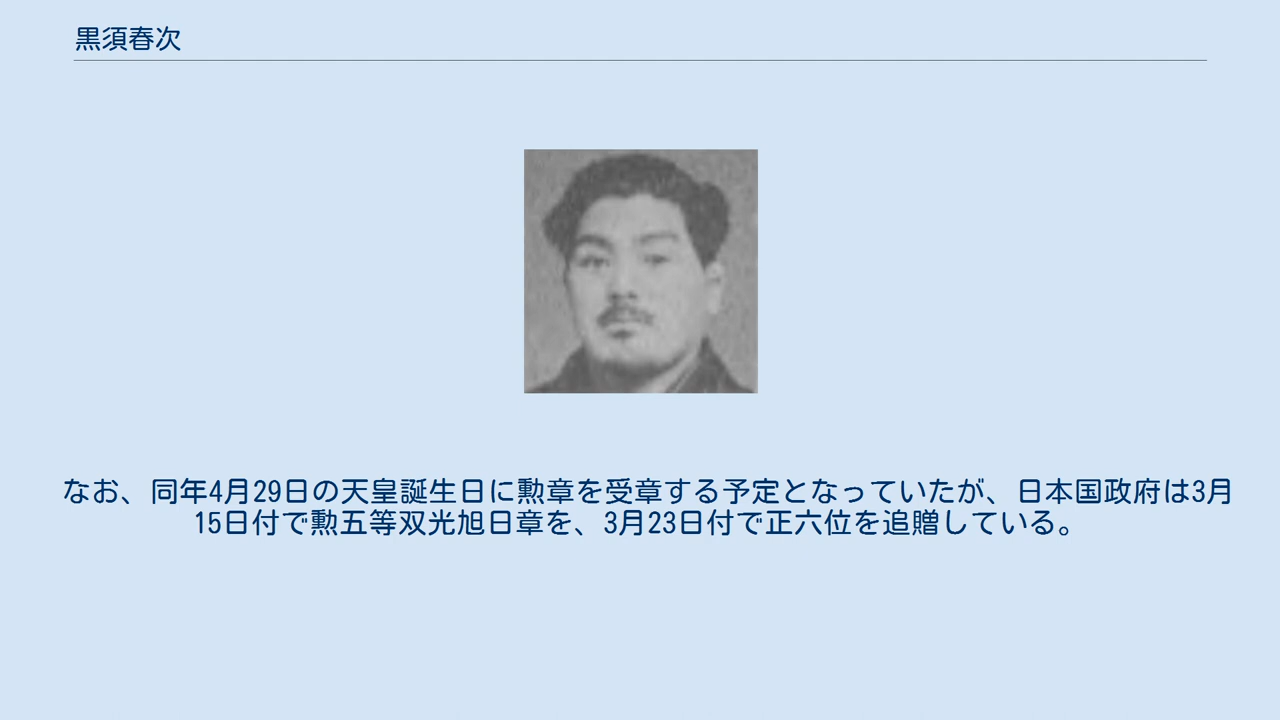 黒須春次
なお、同年4月29日の天皇誕生日に勲章を受章する予定となっていたが、日本国政府は3月
15日付で勲五等双光旭日章を、3月23日付で正六位を追贈している。